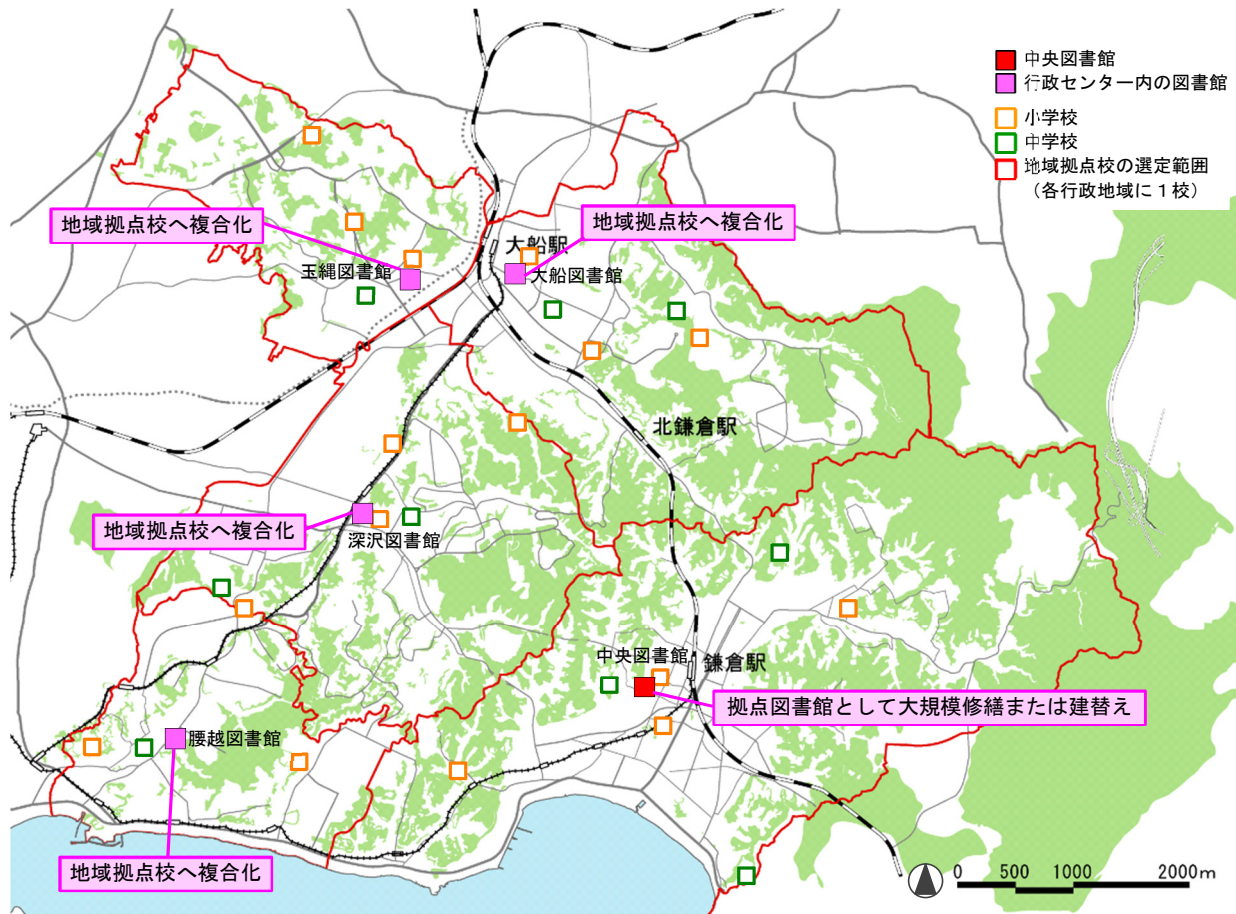 中央図書館
行政センター内の図書館
小学校
中学校
地域拠点校の選定範囲
（各行政地域に１校）
地域拠点校へ複合化
地域拠点校へ複合化
大船駅
玉縄図書館
大船図書館
北鎌倉駅
地域拠点校へ複合化
深沢図書館
中央図書館
鎌倉駅
拠点図書館として大規模修繕または建替え
腰越図書館
地域拠点校へ複合化
0 500 1000 2000m